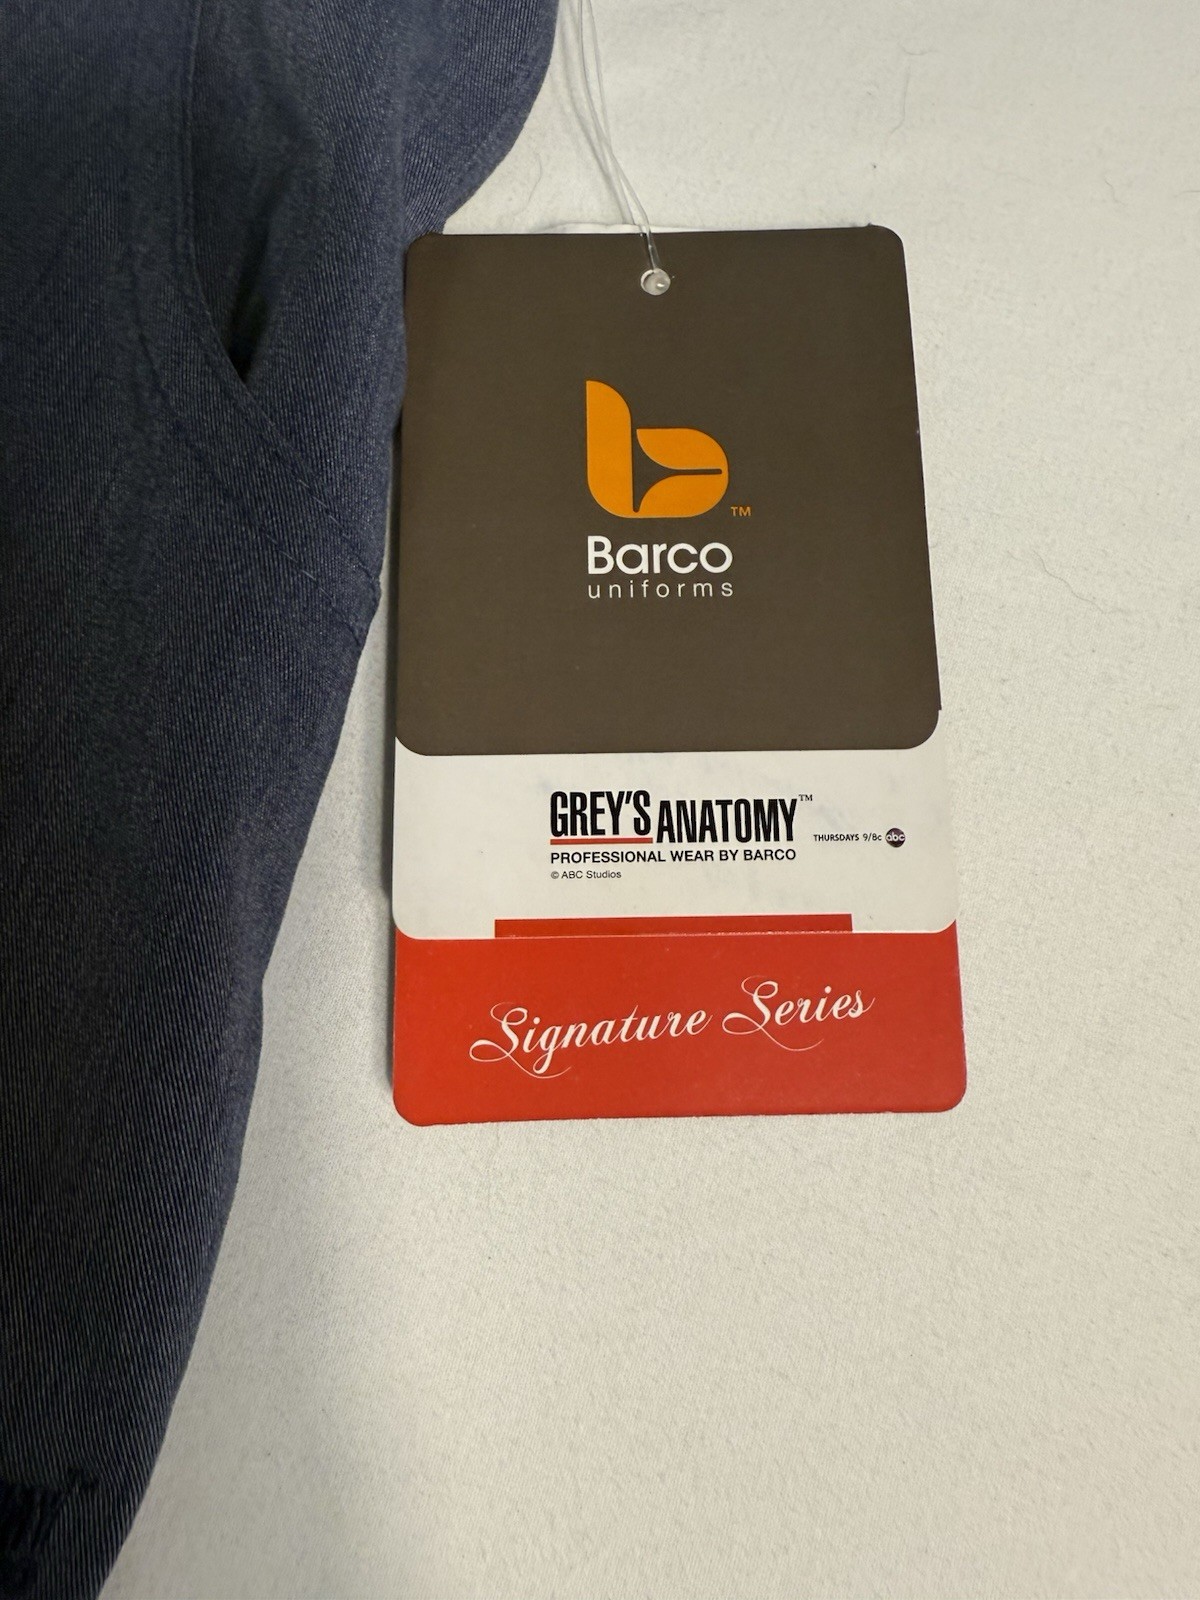 TM
Barco
uniforms
GREY'S ANATOMY™
THURSDAYS 9/8c abc
PROFESSIONAL WEAR BY BARCO
© ABC Studios
Signature Series